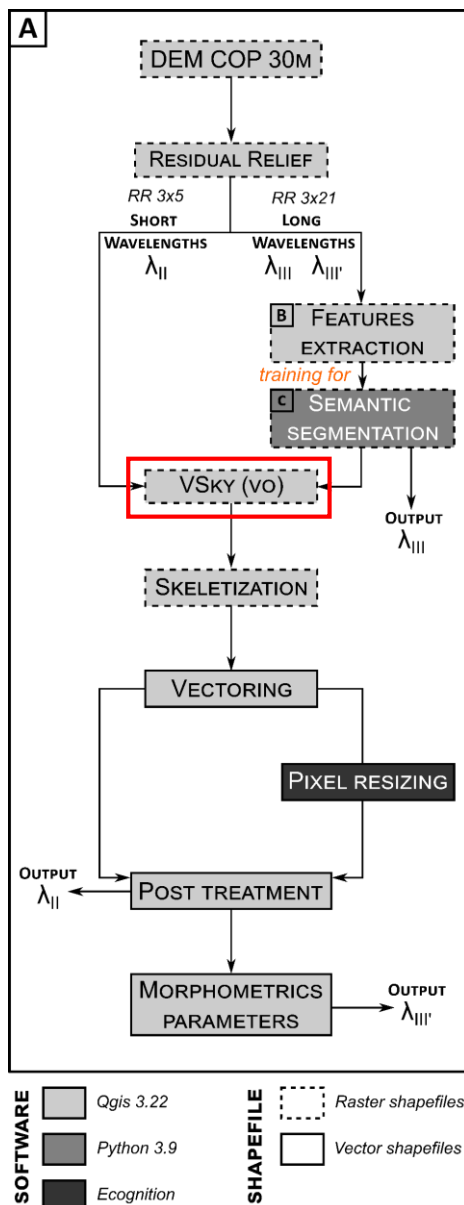 A
DEM COP 30M
RESIDUAL RELIEF
RR 3x5
RR 3x21
SHORT
LONG
WAVELENGTHS
WAVELENGTHS
λII
λIII λIII'
B
FEATURES
EXTRACTION
training for
C
SEMANTIC
SEGMENTATION
VSKY (VO)
OUTPUT
λIII
SKELETIZATION
VECTORING
PIXEL RESIZING
OUTPUT
λII
POST TREATMENT
MORPHOMETRICS
PARAMETERS
OUTPUT
λIII'
SOFTWARE
Qgis 3.22
Python 3.9
Ecognition
SHAPEFILE
Raster shapefiles
Vector shapefiles